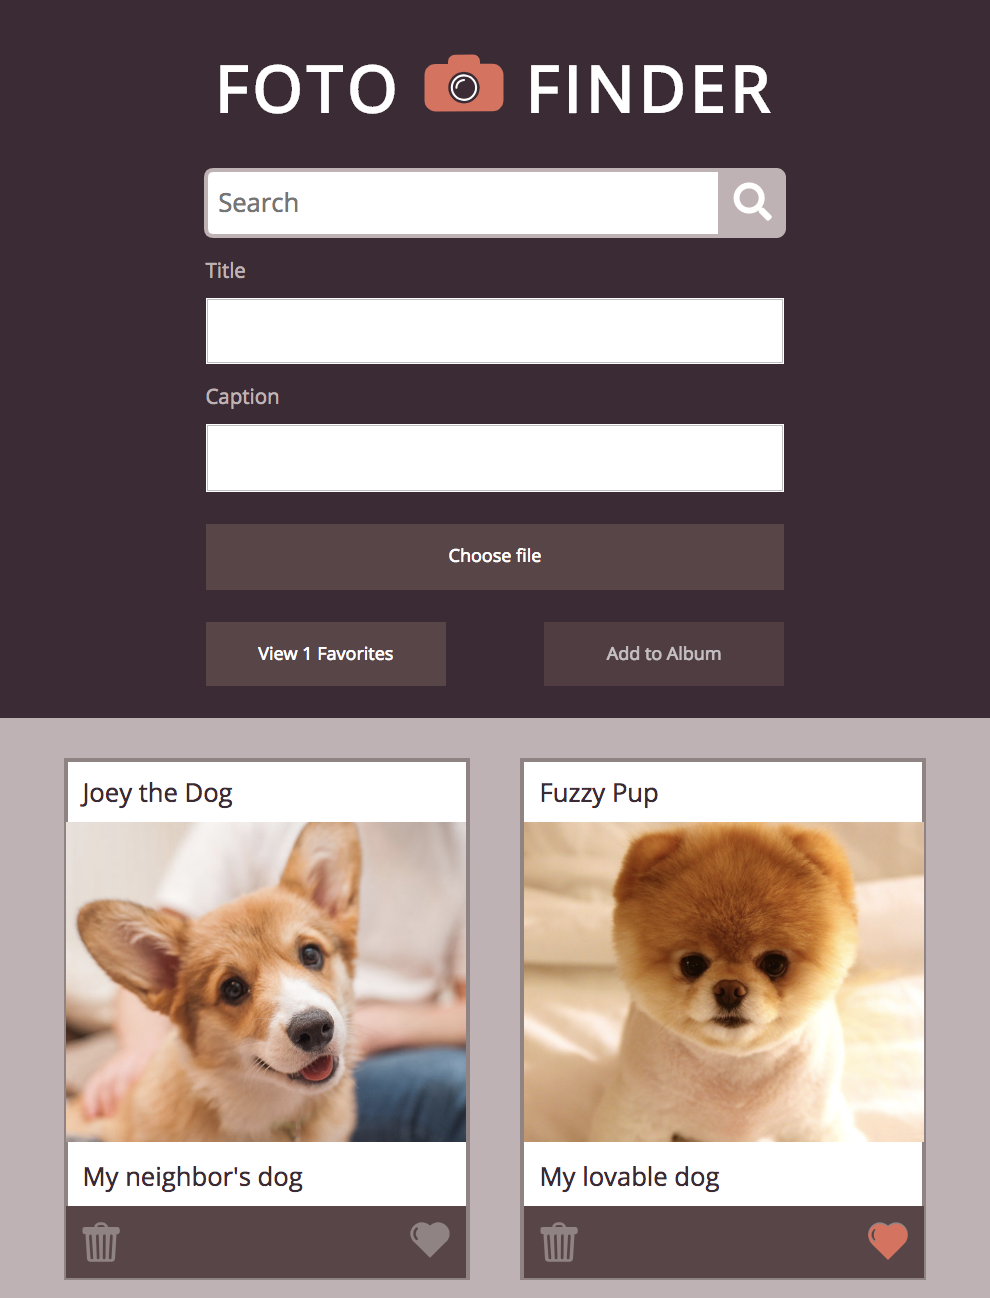 FOTO FINDER
Search
Title
Caption
Choose file
View 1 Favorites
Add to Album
Joey the Dog
Fuzzy Pup
My neighbor's dog
My lovable dog